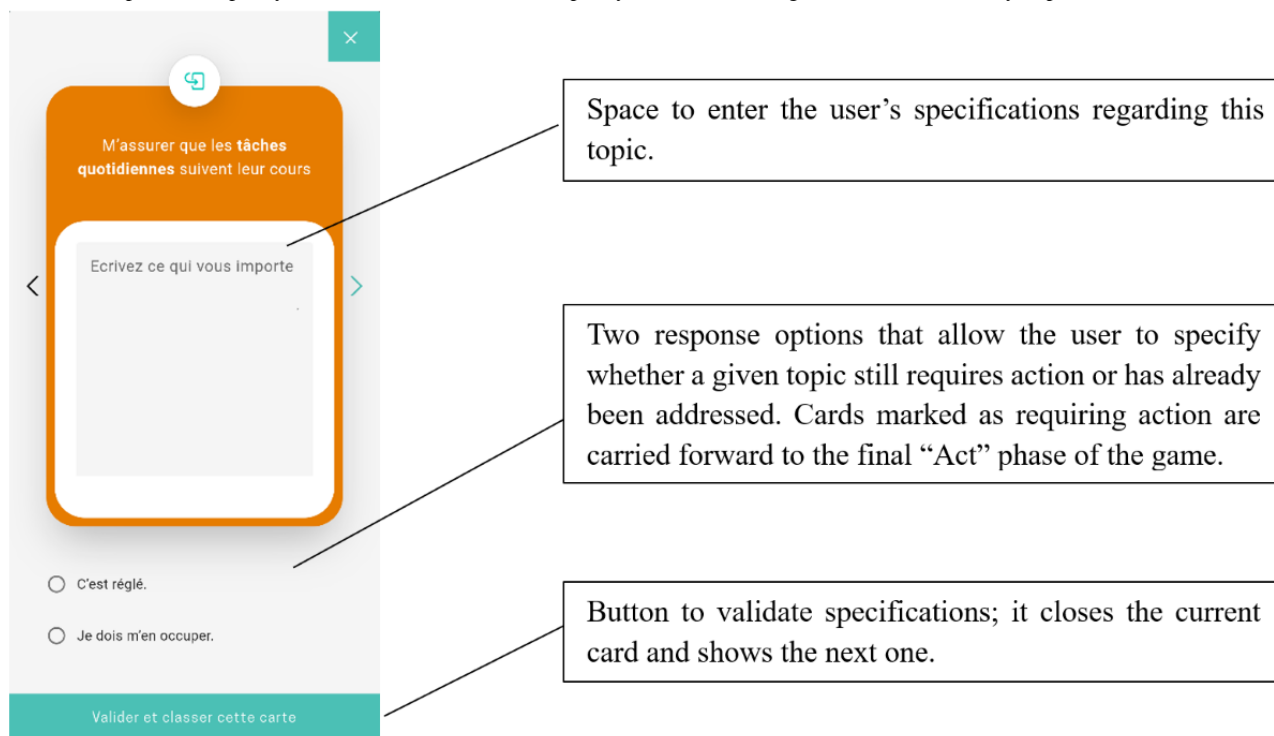 M'assurer que les tâches
quotidiennes suivent leur cours
Ecrivez ce qui vous importe
C'est réglé.
Je dois m'en occuper.
Valider et classer cette carte
Space to enter the user's specifications regarding this
topic.
Two response options that allow the user to specify
whether a given topic still requires action or has already
been addressed. Cards marked as requiring action are
carried forward to the final “Act” phase of the game.
Button to validate specifications; it closes the current
card and shows the next one.